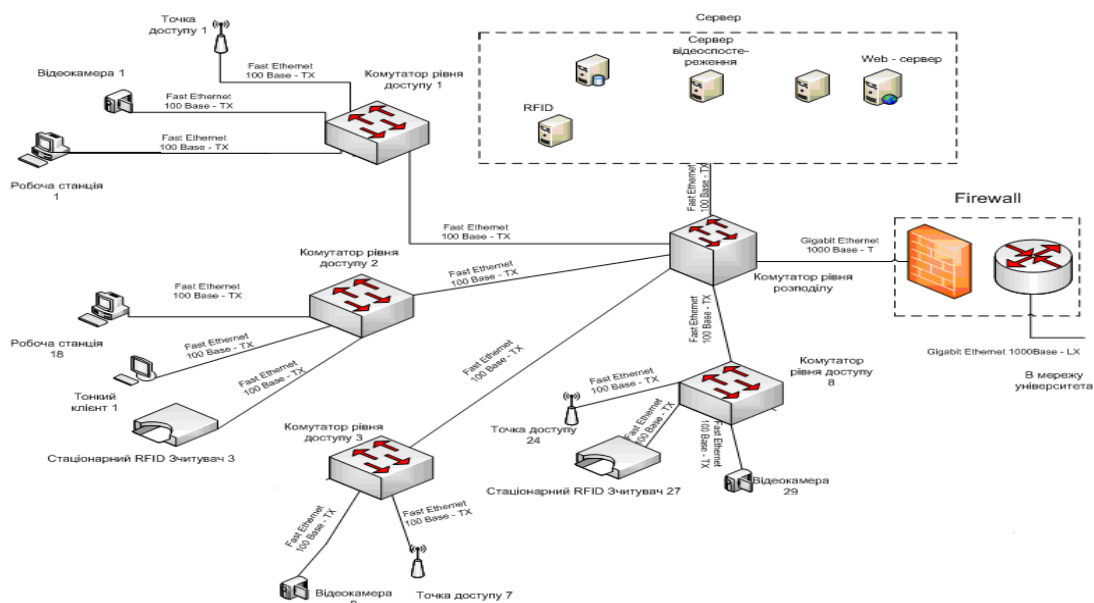 Сервер
Точка
доступу 1
Fast Ethernet
100 Base - TX
Комутатор рівня
доступу 1
Відеокамера 1
Fast Ethernet
100 Base - TX
Fast Ethernet
100 Base - TX
Робоча станція
1
Сервер
відеоспосте-
реження
Web - сервер
RFID
Fast Ethernet
100 Base - TX
Fast Ethernet
100 Base - TX
Firewall
Gigabit Ethernet
1000 Base - T
Комутатор рівня
розподілу
Gigabit Ethernet 1000Base - LX
В мережу
університета
Комутатор рівня
доступу 2
Fast Ethernet
100 Base - TX
Fast Ethernet
100 Base - TX
Робоча станція
18
Fast Ethernet
100 Base - TX
Тонкий
клієнт 1
Fast Ethernet
100 Base - TX
Стаціонарний RFID Зчитувач 3
Fast Ethernet
100 Base - TX
Fast Ethernet
100 Base - TX
Комутатор
рівня доступу
8
Fast Ethernet
100 Base - TX
Точка доступу
24
Fast Ethernet
100 Base - TX
Fast Ethernet
100 Base - TX
Стаціонарний RFID Зчитувач 27
Відеокамера
29
Комутатор рівня
доступу 3
Fast Ethernet
100 Base - TX
Fast Ethernet
100 Base - TX
Відеокамера
Точка доступу 7